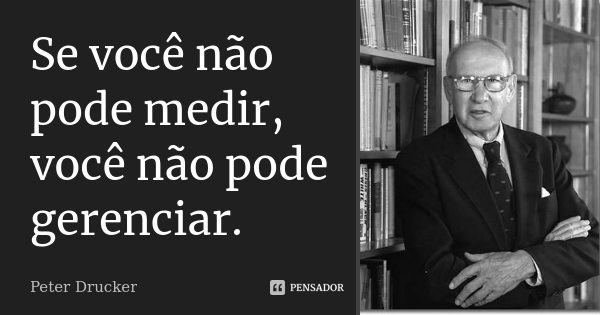 Se você não
pode medir,
você não pode
gerenciar.
Peter Drucker
PENSADOR